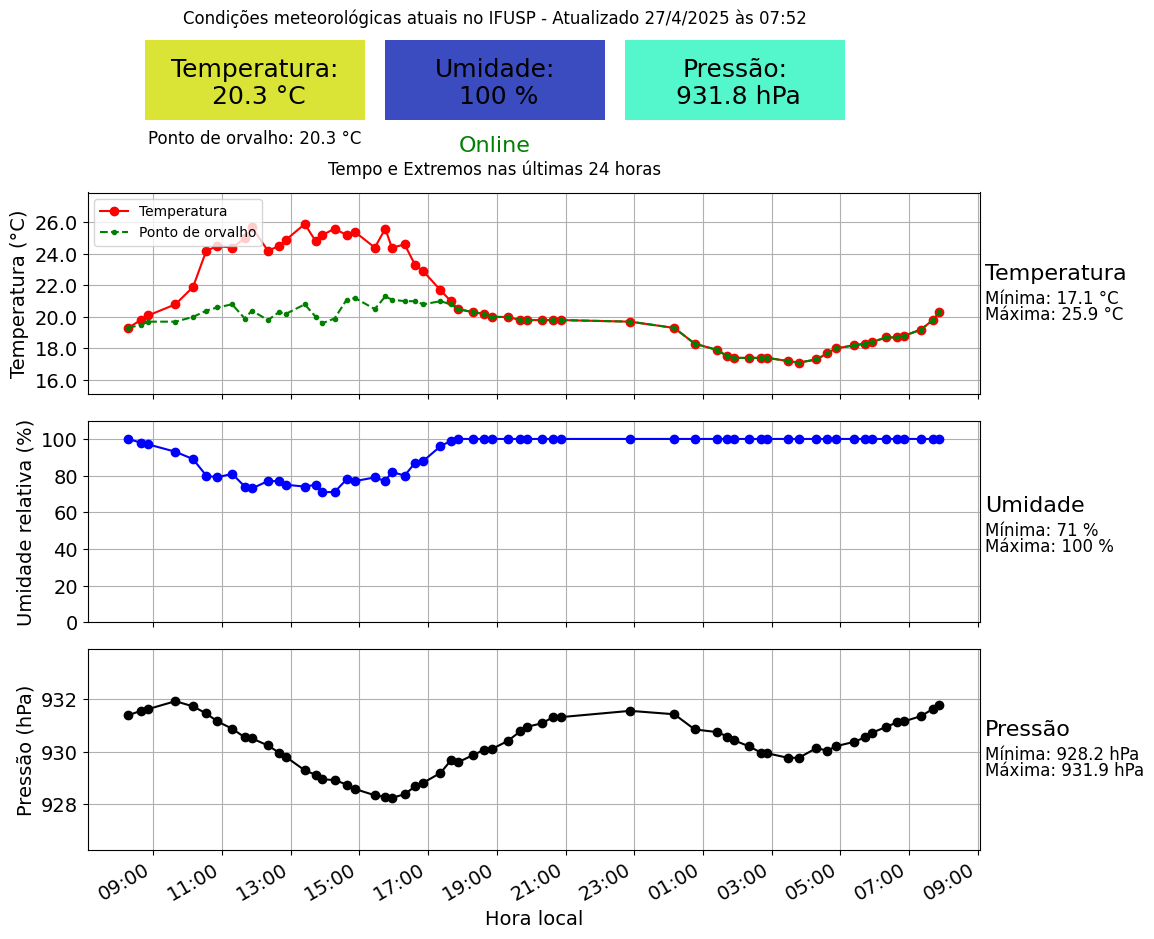 Condições meteorológicas atuais no IFUSP - Atualizado 27/4/2025 às 07:52
Temperatura:
20.3 °C
Umidade:
100 %
Pressão:
931.8 hPa
Ponto de orvalho: 20.3 °C
Online
Tempo e Extremos nas últimas 24 horas
Temperatura (°C)
26.0
24.0
22.0
20.0
18.0
16.0
Temperatura
Ponto de orvalho
Temperatura
Mínima: 17.1 °C
Máxima: 25.9 °C
Umidade relativa (%)
100
80
60
40
20
0
Umidade
Mínima: 71 %
Máxima: 100 %
Pressão (hPa)
932
930
928
Pressão
Mínima: 928.2 hPa
Máxima: 931.9 hPa
09:00
11:00
13:00
15:00
17:00
19:00
21:00
23:00
01:00
03:00
05:00
07:00
09:00
Hora local